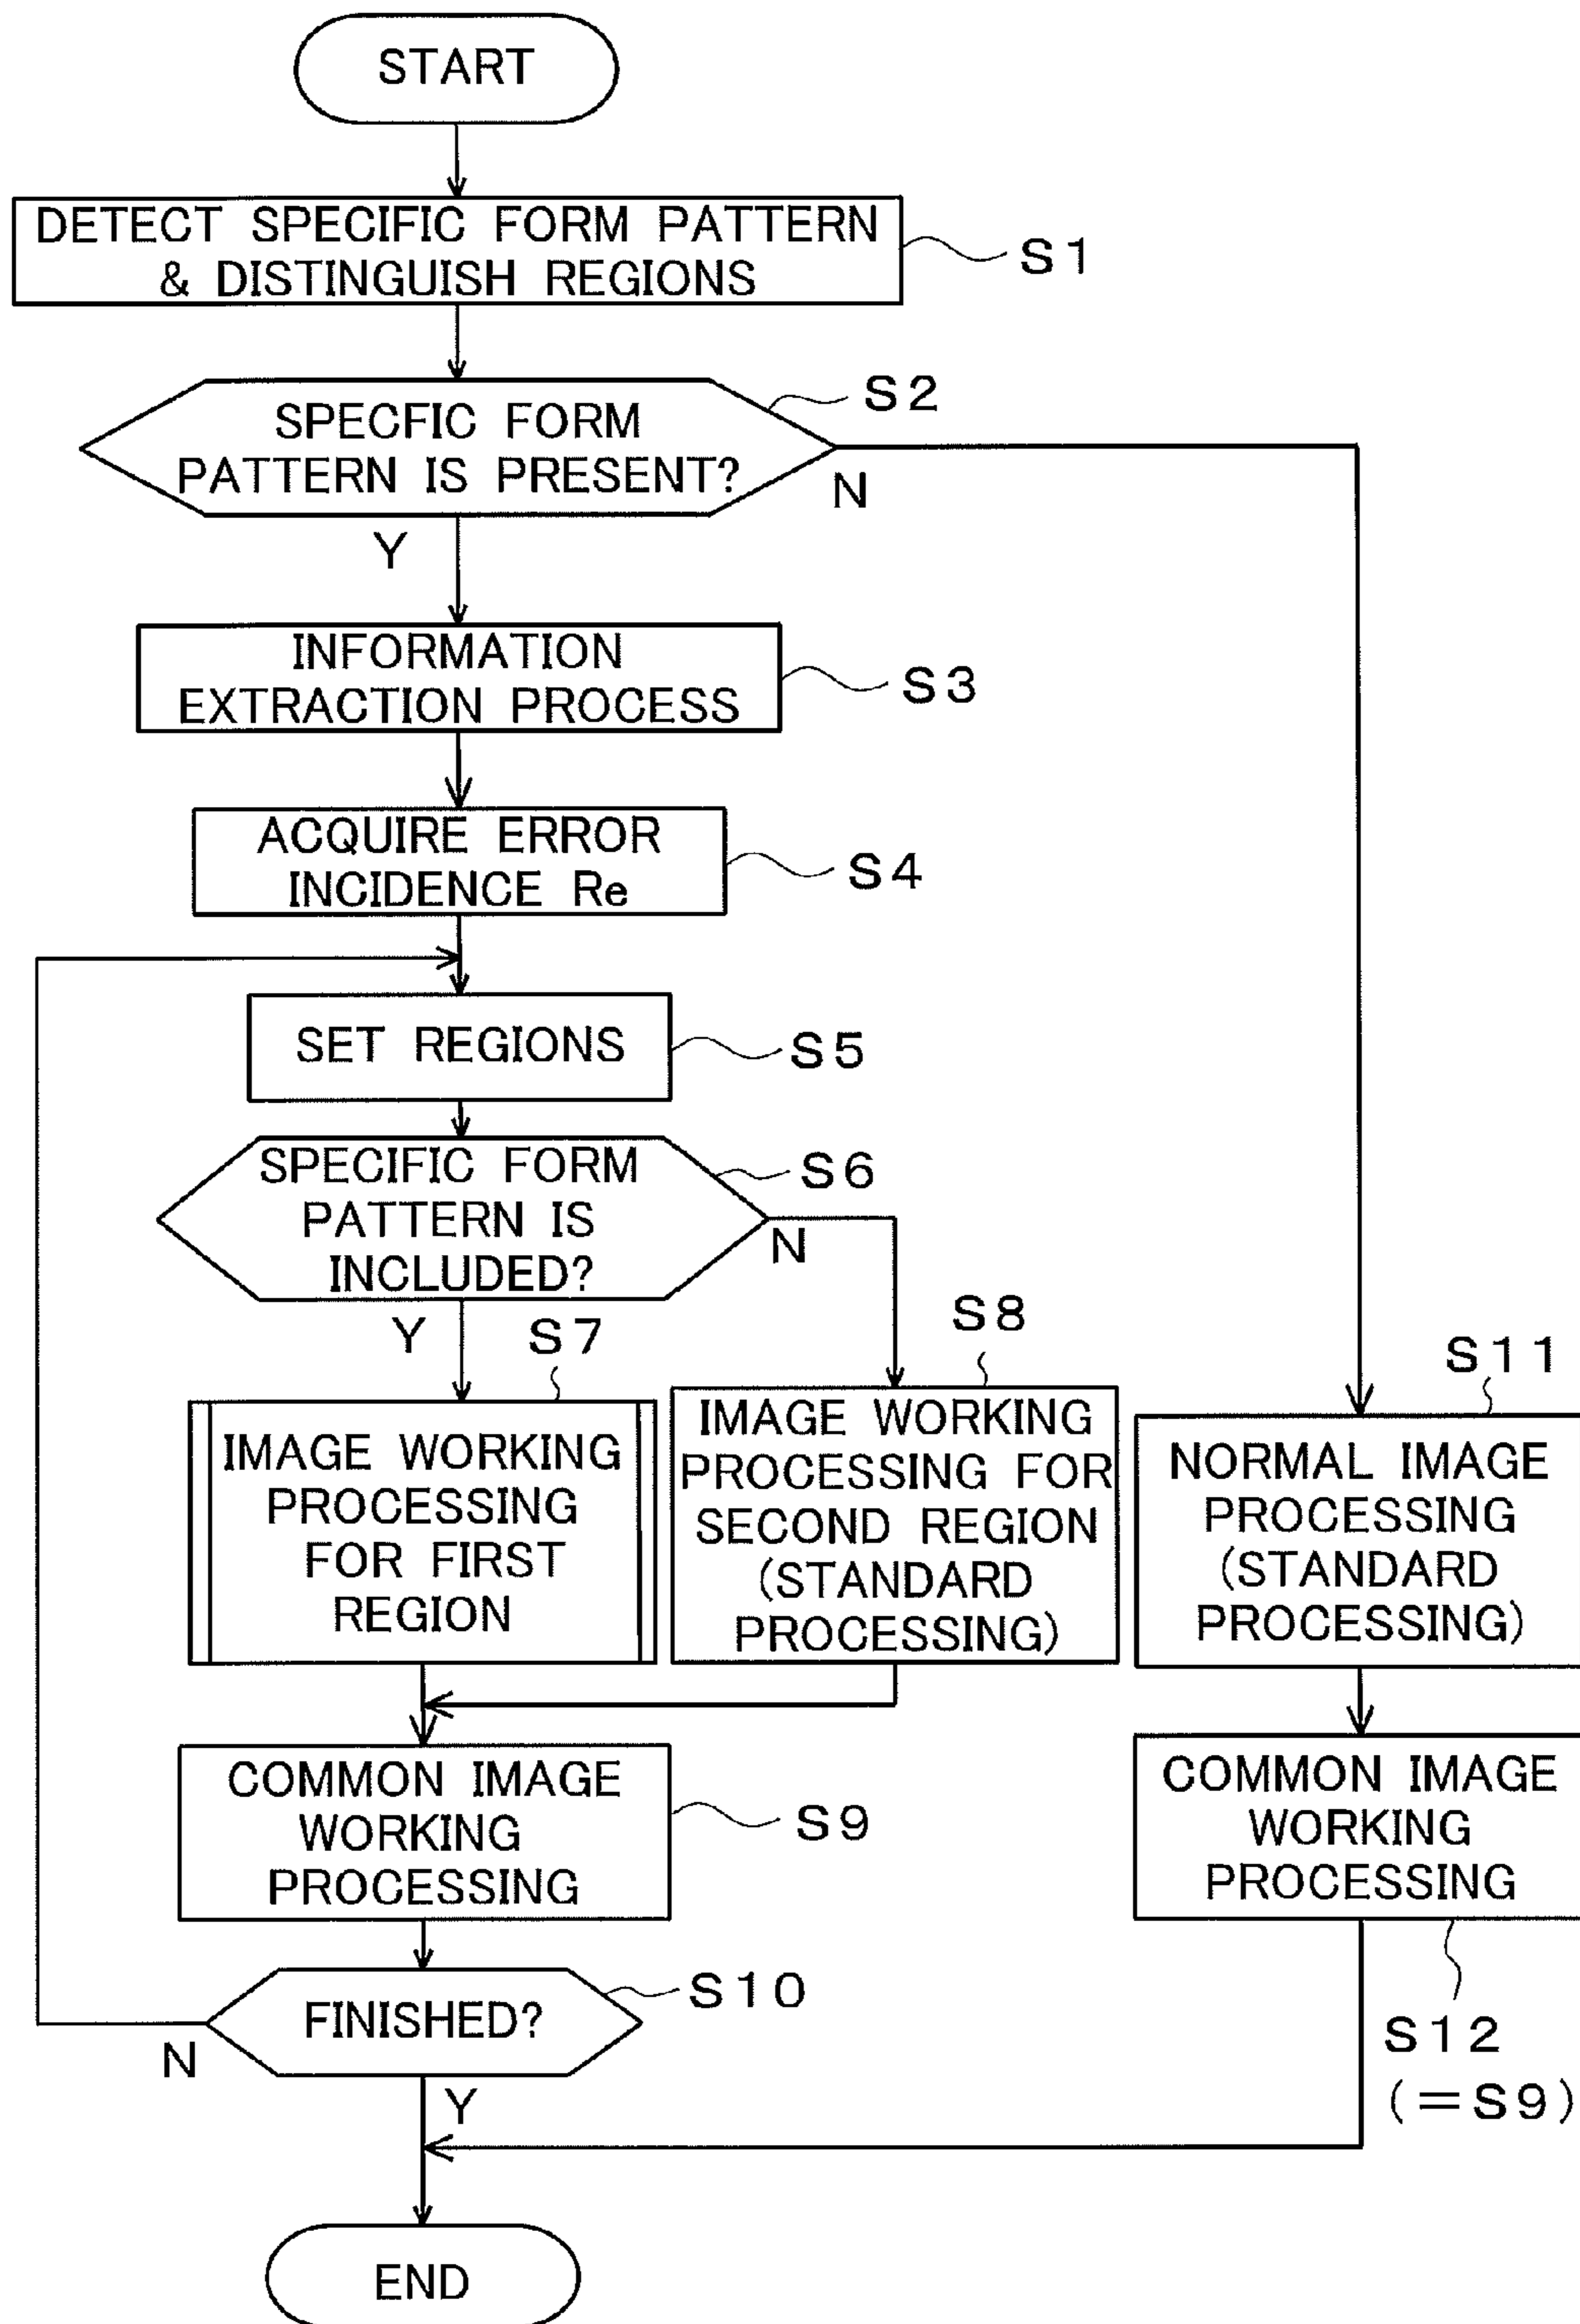 START
DETECT SPECIFIC FORM PATTERN
& DISTINGUISH REGIONS
S1
SPECFIC FORM
PATTERN IS PRESENT?
S2
N
Y
INFORMATION
EXTRACTION PROCESS
S3
ACQUIRE ERROR
INCIDENCE Re
S4
SET REGIONS
S5
SPECIFIC FORM
PATTERN IS
INCLUDED?
S6
N
Y
S7
IMAGE WORKING
PROCESSING
FOR FIRST
REGION
S8
IMAGE WORKING
PROCESSING FOR
SECOND REGION
(STANDARD
PROCESSING)
S11
NORMAL IMAGE
PROCESSING
(STANDARD
PROCESSING)
COMMON IMAGE
WORKING
PROCESSING
S9
COMMON IMAGE
WORKING
PROCESSING
S12
(=S9)
FINISHED?
S10
N
Y
END